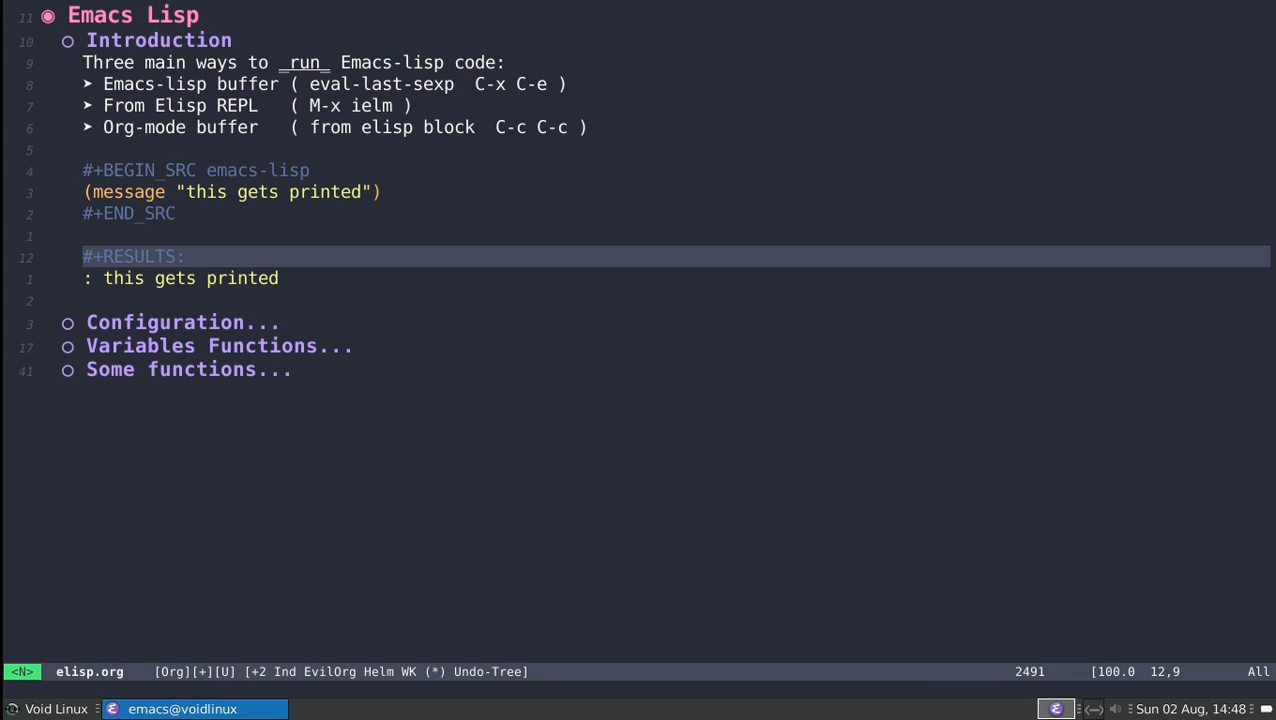 11 ◉ Emacs Lisp
10 ○ Introduction
9 Three main ways to _run_ Emacs-lisp code:
8 ➤ Emacs-lisp buffer ( eval-last-sexp  C-x C-e )
7 ➤ From Elisp REPL   ( M-x ielm )
6 ➤ Org-mode buffer   ( from elisp block  C-c C-c )
5
4 #+BEGIN_SRC emacs-lisp
3 (message "this gets printed")
2 #+END_SRC
1
12 #+RESULTS:
1 : this gets printed
2
3 ○ Configuration...
17 ○ Variables Functions...
41 ○ Some functions...
<N> elisp.org [Org][+][U] [+2 Ind EvilOrg Helm WK (*) Undo-Tree] 2491 [100.0 12,9 All
Void Linux emacs@voidlinux Sun 02 Aug, 14:48